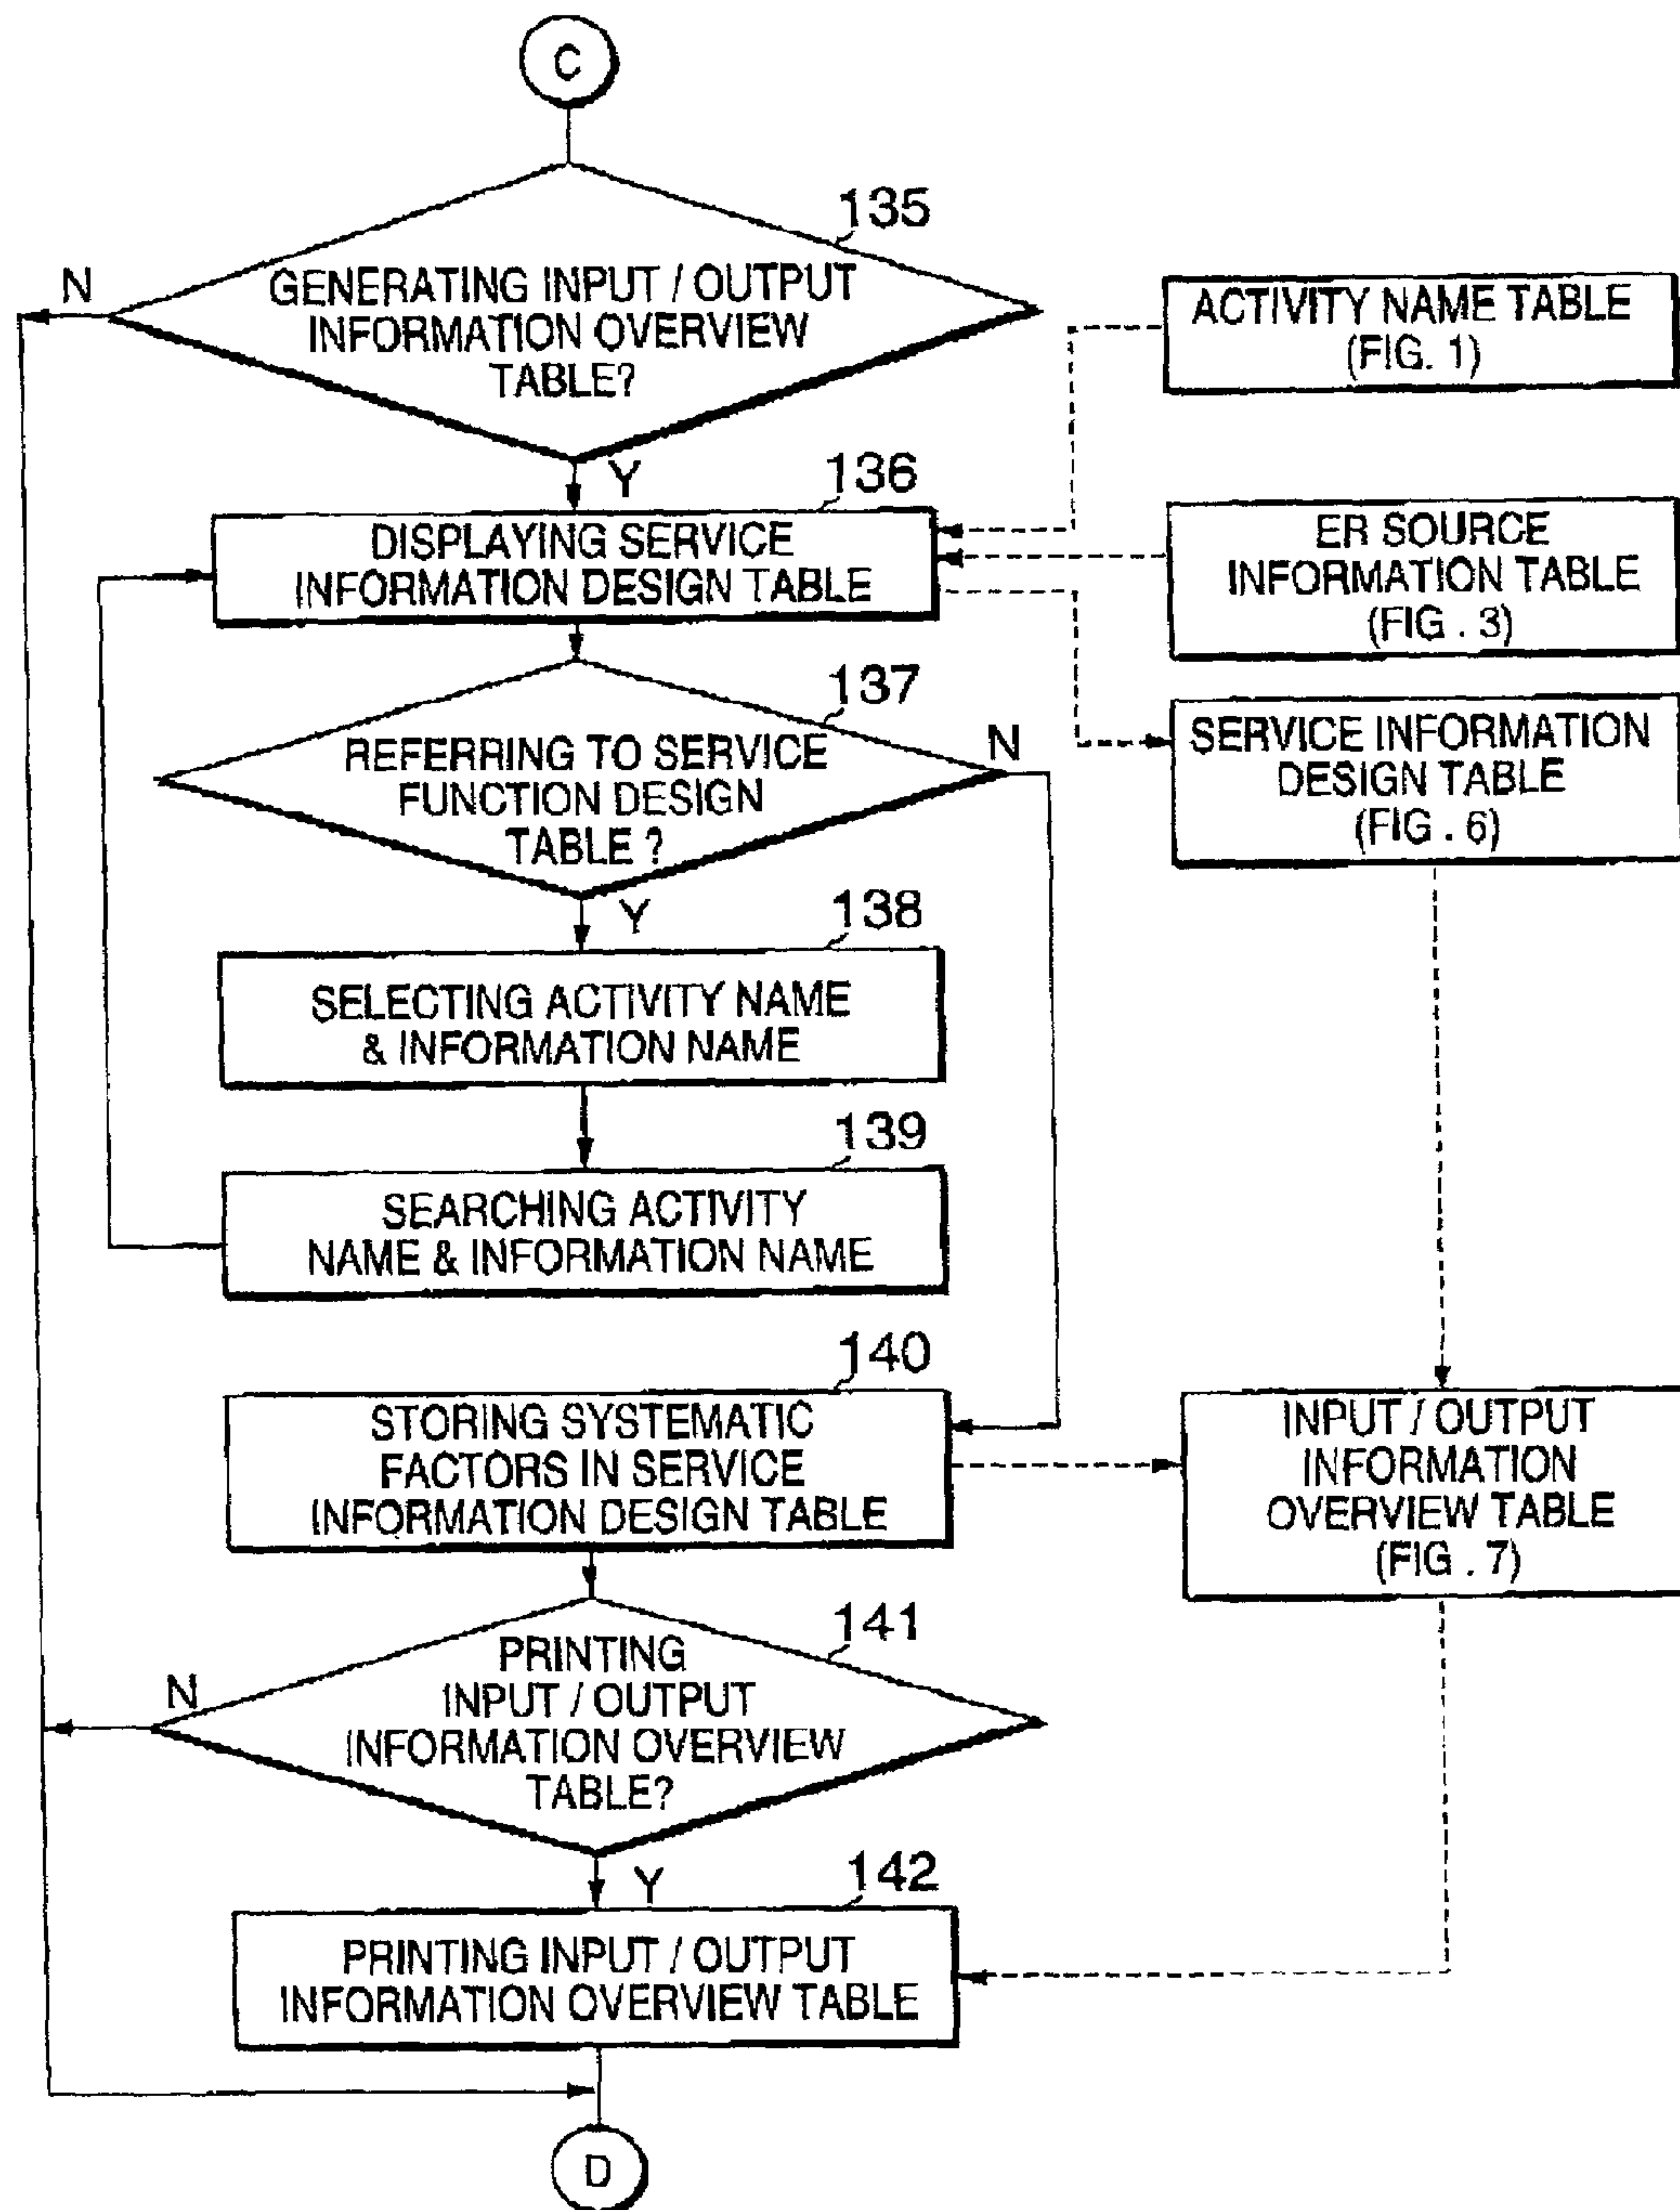 C
135
N
GENERATING INPUT / OUTPUT
INFORMATION OVERVIEW
TABLE?
Y
ACTIVITY NAME TABLE
(FIG. 1)
136
DISPLAYING SERVICE
INFORMATION DESIGN TABLE
ER SOURCE
INFORMATION TABLE
(FIG . 3)
137
REFERRING TO SERVICE
FUNCTION DESIGN
TABLE ?
N
Y
SERVICE INFORMATION
DESIGN TABLE
(FIG . 6)
138
SELECTING ACTIVITY NAME
& INFORMATION NAME
139
SEARCHING ACTIVITY
NAME & INFORMATION NAME
140
STORING SYSTEMATIC
FACTORS IN SERVICE
INFORMATION DESIGN TABLE
INPUT / OUTPUT
INFORMATION
OVERVIEW TABLE
(FIG . 7)
141
N
PRINTING
INPUT / OUTPUT
INFORMATION OVERVIEW
TABLE?
Y
142
PRINTING INPUT / OUTPUT
INFORMATION OVERVIEW TABLE
D